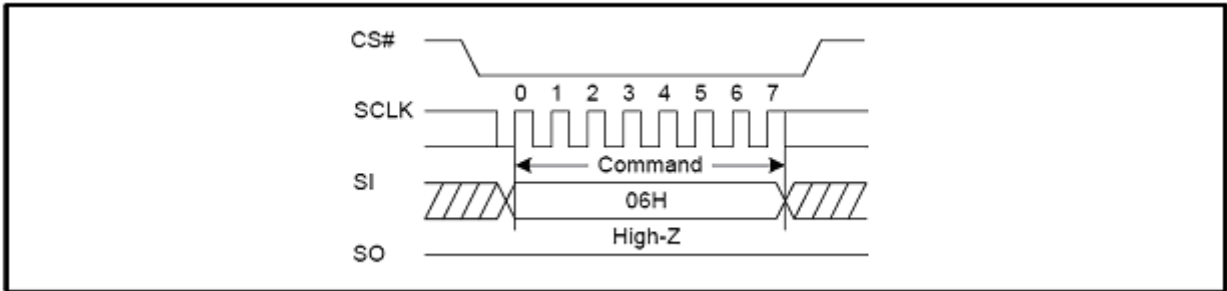 CS#
0 1 2 3 4 5 6 7
SCLK
Command
SI
06H
High-Z
SO